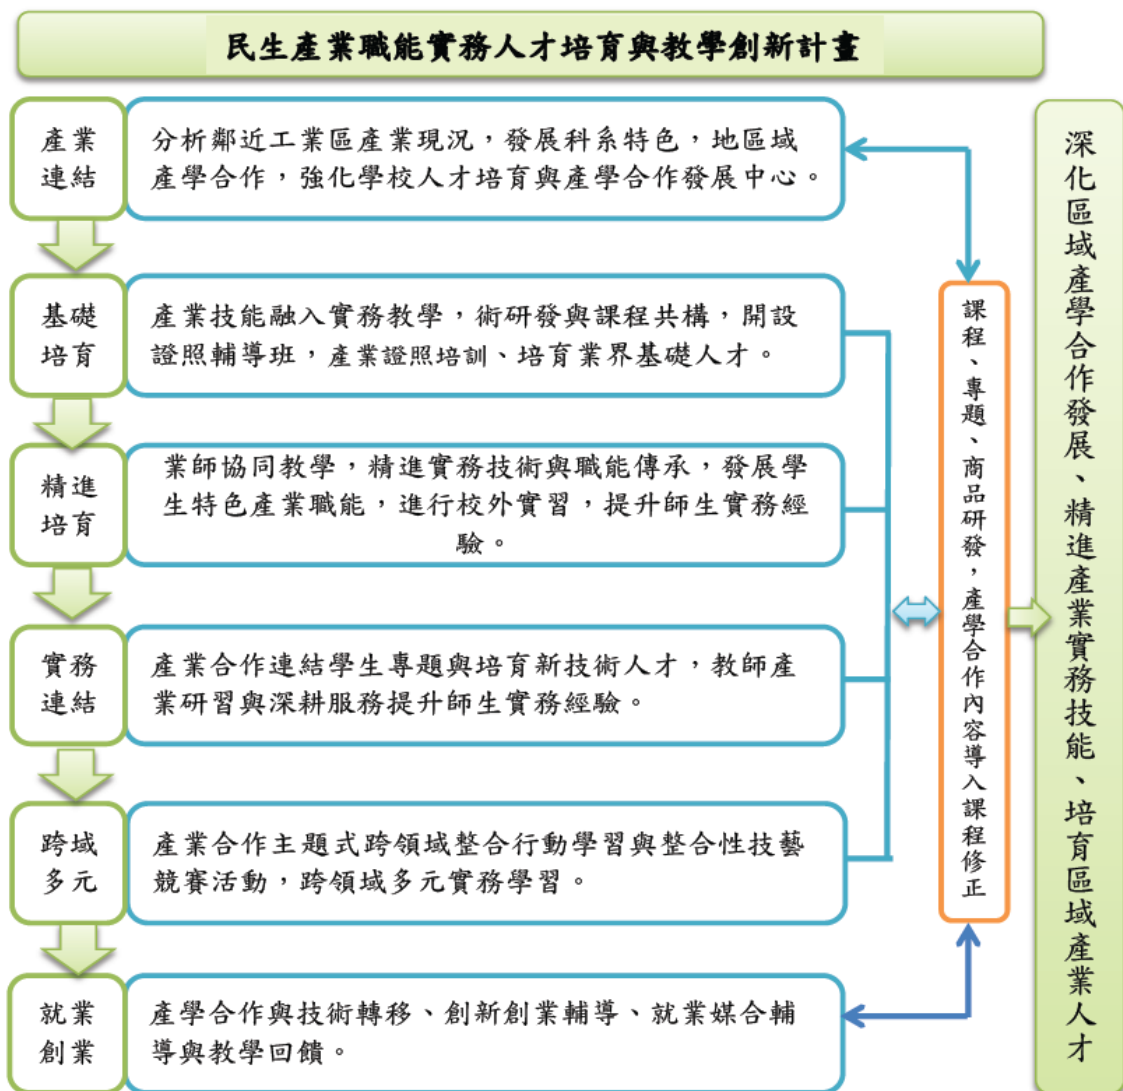 民生產業職能實務人才培育與教學創新計畫
產業
連結
分析鄰近工業區產業現況，發展科系特色，地區域
產學合作，強化學校人才培育與產學合作發展中心。
基礎
培育
產業技能融入實務教學，術研發與課程共構，開設
證照輔導班，產業證照培訓、培育業界基礎人才。
精進
培育
業師協同教學，精進實務技術與職能傳承，發展學
生特色產業職能，進行校外實習，提升師生實務經
驗。
實務
連結
產業合作連結學生專題與培育新技術人才，教師產
業研習與深耕服務提升師生實務經驗。
跨域
多元
產業合作主題式跨領域整合行動學習與整合性技藝
競賽活動，跨領域多元實務學習。
就業
創業
產學合作與技術轉移、創新創業輔導、就業媒合輔
導與教學回饋。
課程、專題、商品研發，產學合作內容導入課程修正
深化區域產學合作發展、精進產業實務技能、培育區域產業人才